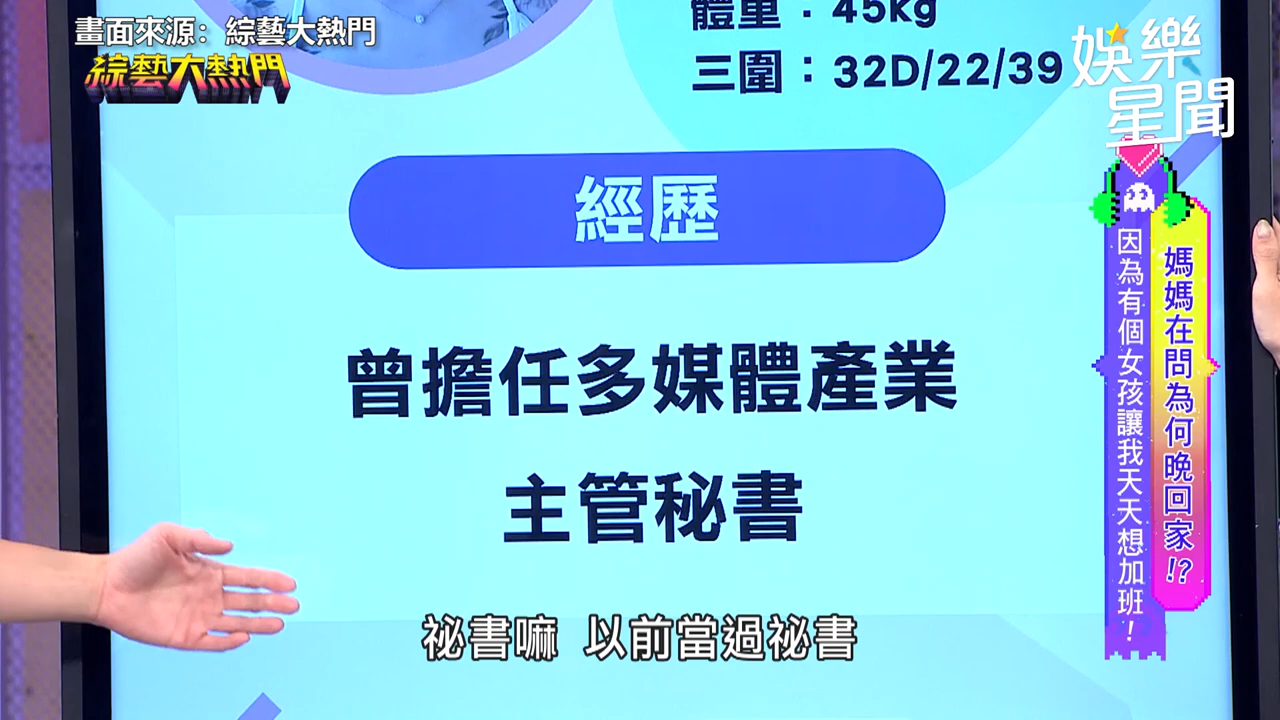 畫面來源：綜藝大熱門
綜藝大熱門
體重：45kg
三圍：32D/22/39
娛樂
星聞
經歷
曾擔任多媒體產業
主管秘書
媽媽在問為何晚回家!?
因為有個女孩讓我天天想加班！
祕書嘛 以前當過祕書